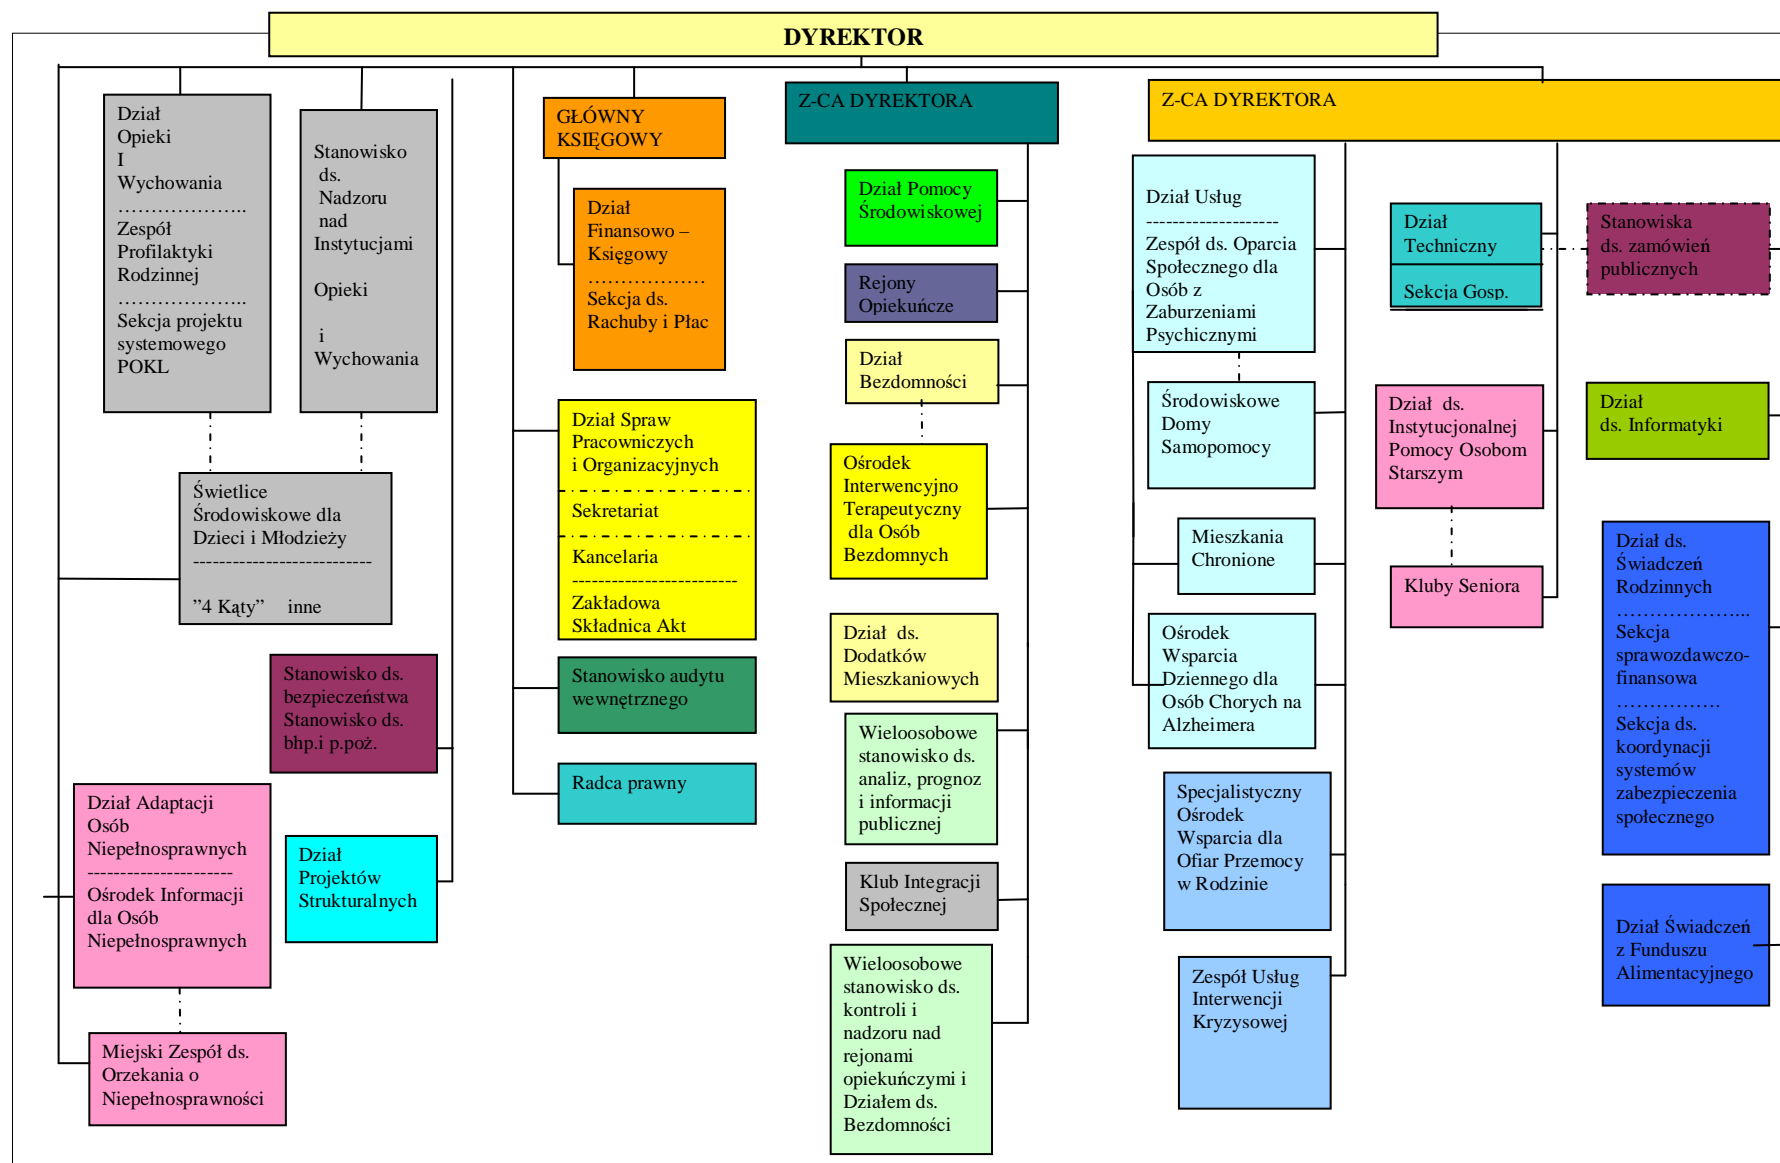 DYREKTOR
Dział
Opieki
I
Wychowania
………………..
Zespół
Profilaktyki
Rodzinnej
………………..
Sekcja projektu
systemowego
POKL
Stanowisko
ds.
Nadzoru
nad
Instytucjami
Opieki
i
Wychowania
Świetlice
Środowiskowe dla
Dzieci i Młodzieży
---------------------------
”4 Kąty” inne
Stanowisko ds.
bezpieczeństwa
Stanowisko ds.
bhp.i p.poż.
Dział Adaptacji
Osób
Niepełnosprawnych
----------------------
Ośrodek Informacji
dla Osób
Niepełnosprawnych
Dział
Projektów
Strukturalnych
Miejski Zespół ds.
Orzekania o
Niepełnosprawności
GŁÓWNY
KSIĘGOWY
Dział
Finansowo –
Księgowy
………………
Sekcja ds.
Rachuby i Płac
Dział Spraw
Pracowniczych
i Organizacyjnych
Sekretariat
Kancelaria
-------------------------
Zakładowa
Składnica Akt
Stanowisko audytu
wewnętrznego
Radca prawny
Z-CA DYREKTORA
Dział Pomocy
Środowiskowej
Rejony
Opiekuńcze
Dział
Bezdomności
Ośrodek
Interwencyjno
Terapeutyczny
dla Osób
Bezdomnych
Dział ds.
Dodatków
Mieszkaniowych
Wieloosobowe
stanowisko ds.
analiz, prognoz
i informacji
publicznej
Klub Integracji
Społecznej
Wieloosobowe
stanowisko ds.
kontroli i
nadzoru nad
rejonami
opiekuńczymi i
Działem ds.
Bezdomności
Z-CA DYREKTORA
Dział Usług
--------------------
Zespół ds. Oparcia
Społecznego dla
Osób z
Zaburzeniami
Psychicznymi
Środowiskowe
Domy
Samopomocy
Mieszkania
Chronione
Ośrodek
Wsparcia
Dziennego dla
Osób Chorych na
Alzheimera
Specjalistyczny
Ośrodek
Wsparcia dla
Ofiar Przemocy
w Rodzinie
Zespół Usług
Interwencji
Kryzysowej
Dział
Techniczny
Sekcja Gosp.
Dział ds.
Instytucjonalnej
Pomocy Osobom
Starszym
Kluby Seniora
Stanowiska
ds. zamówień
publicznych
Dział
ds. Informatyki
Dział ds.
Świadczeń
Rodzinnych
………………...
Sekcja
sprawozdawczo-
finansowa
…………….
Sekcja ds.
koordynacji
systemów
zabezpieczenia
społecznego
Dział Świadczeń
z Funduszu
Alimentacyjnego